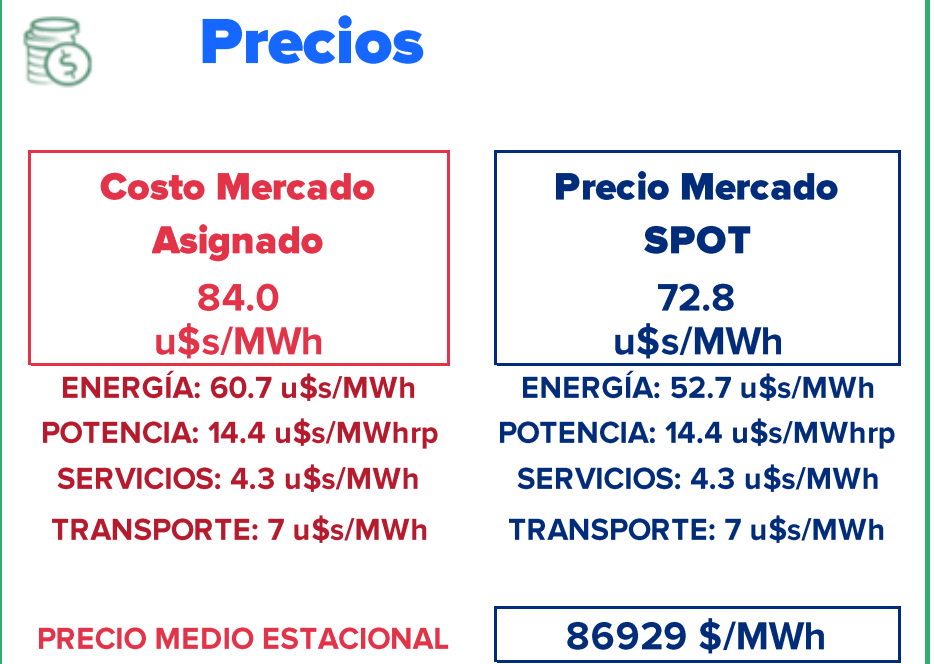 Precios
Costo Mercado
Asignado
84.0
u$s/MWh
ENERGÍA: 60.7 u$s/MWh
POTENCIA: 14.4 u$s/MWhrp
SERVICIOS: 4.3 u$s/MWh
TRANSPORTE: 7 u$s/MWh
Precio Mercado
SPOT
72.8
u$s/MWh
ENERGÍA: 52.7 u$s/MWh
POTENCIA: 14.4 u$s/MWhrp
SERVICIOS: 4.3 u$s/MWh
TRANSPORTE: 7 u$s/MWh
PRECIO MEDIO ESTACIONAL
86929 $/MWh